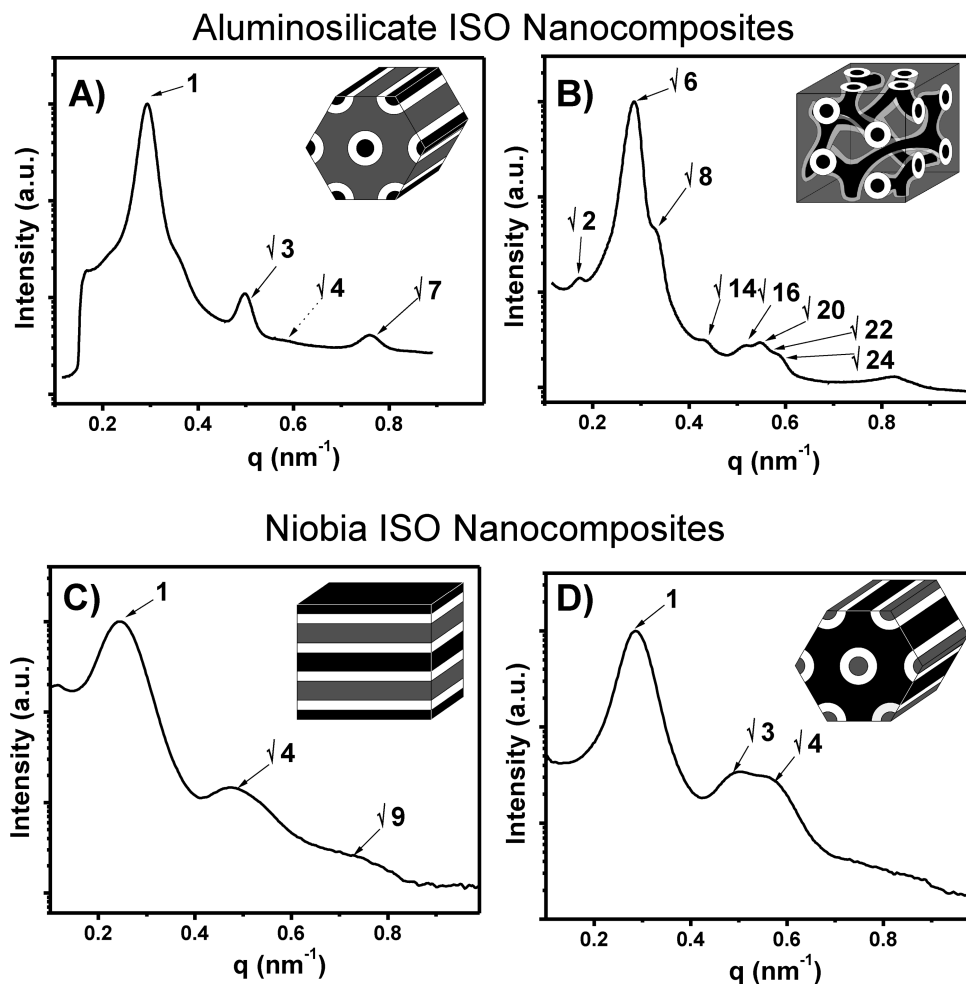 Aluminosilicate ISO Nanocomposites
A)
1
√3
√4
√7
Intensity (a.u.)
0.2 0.4 0.6 0.8
q (nm⁻¹)
B)
√6
√8
√2
√14 √16
√20
√22
√24
Intensity (a.u.)
0.2 0.4 0.6 0.8
q (nm⁻¹)
Niobia ISO Nanocomposites
C)
1
√4
√9
Intensity (a.u.)
0.2 0.4 0.6 0.8
q (nm⁻¹)
D)
1
√3
√4
Intensity (a.u.)
0.2 0.4 0.6 0.8
q (nm⁻¹)